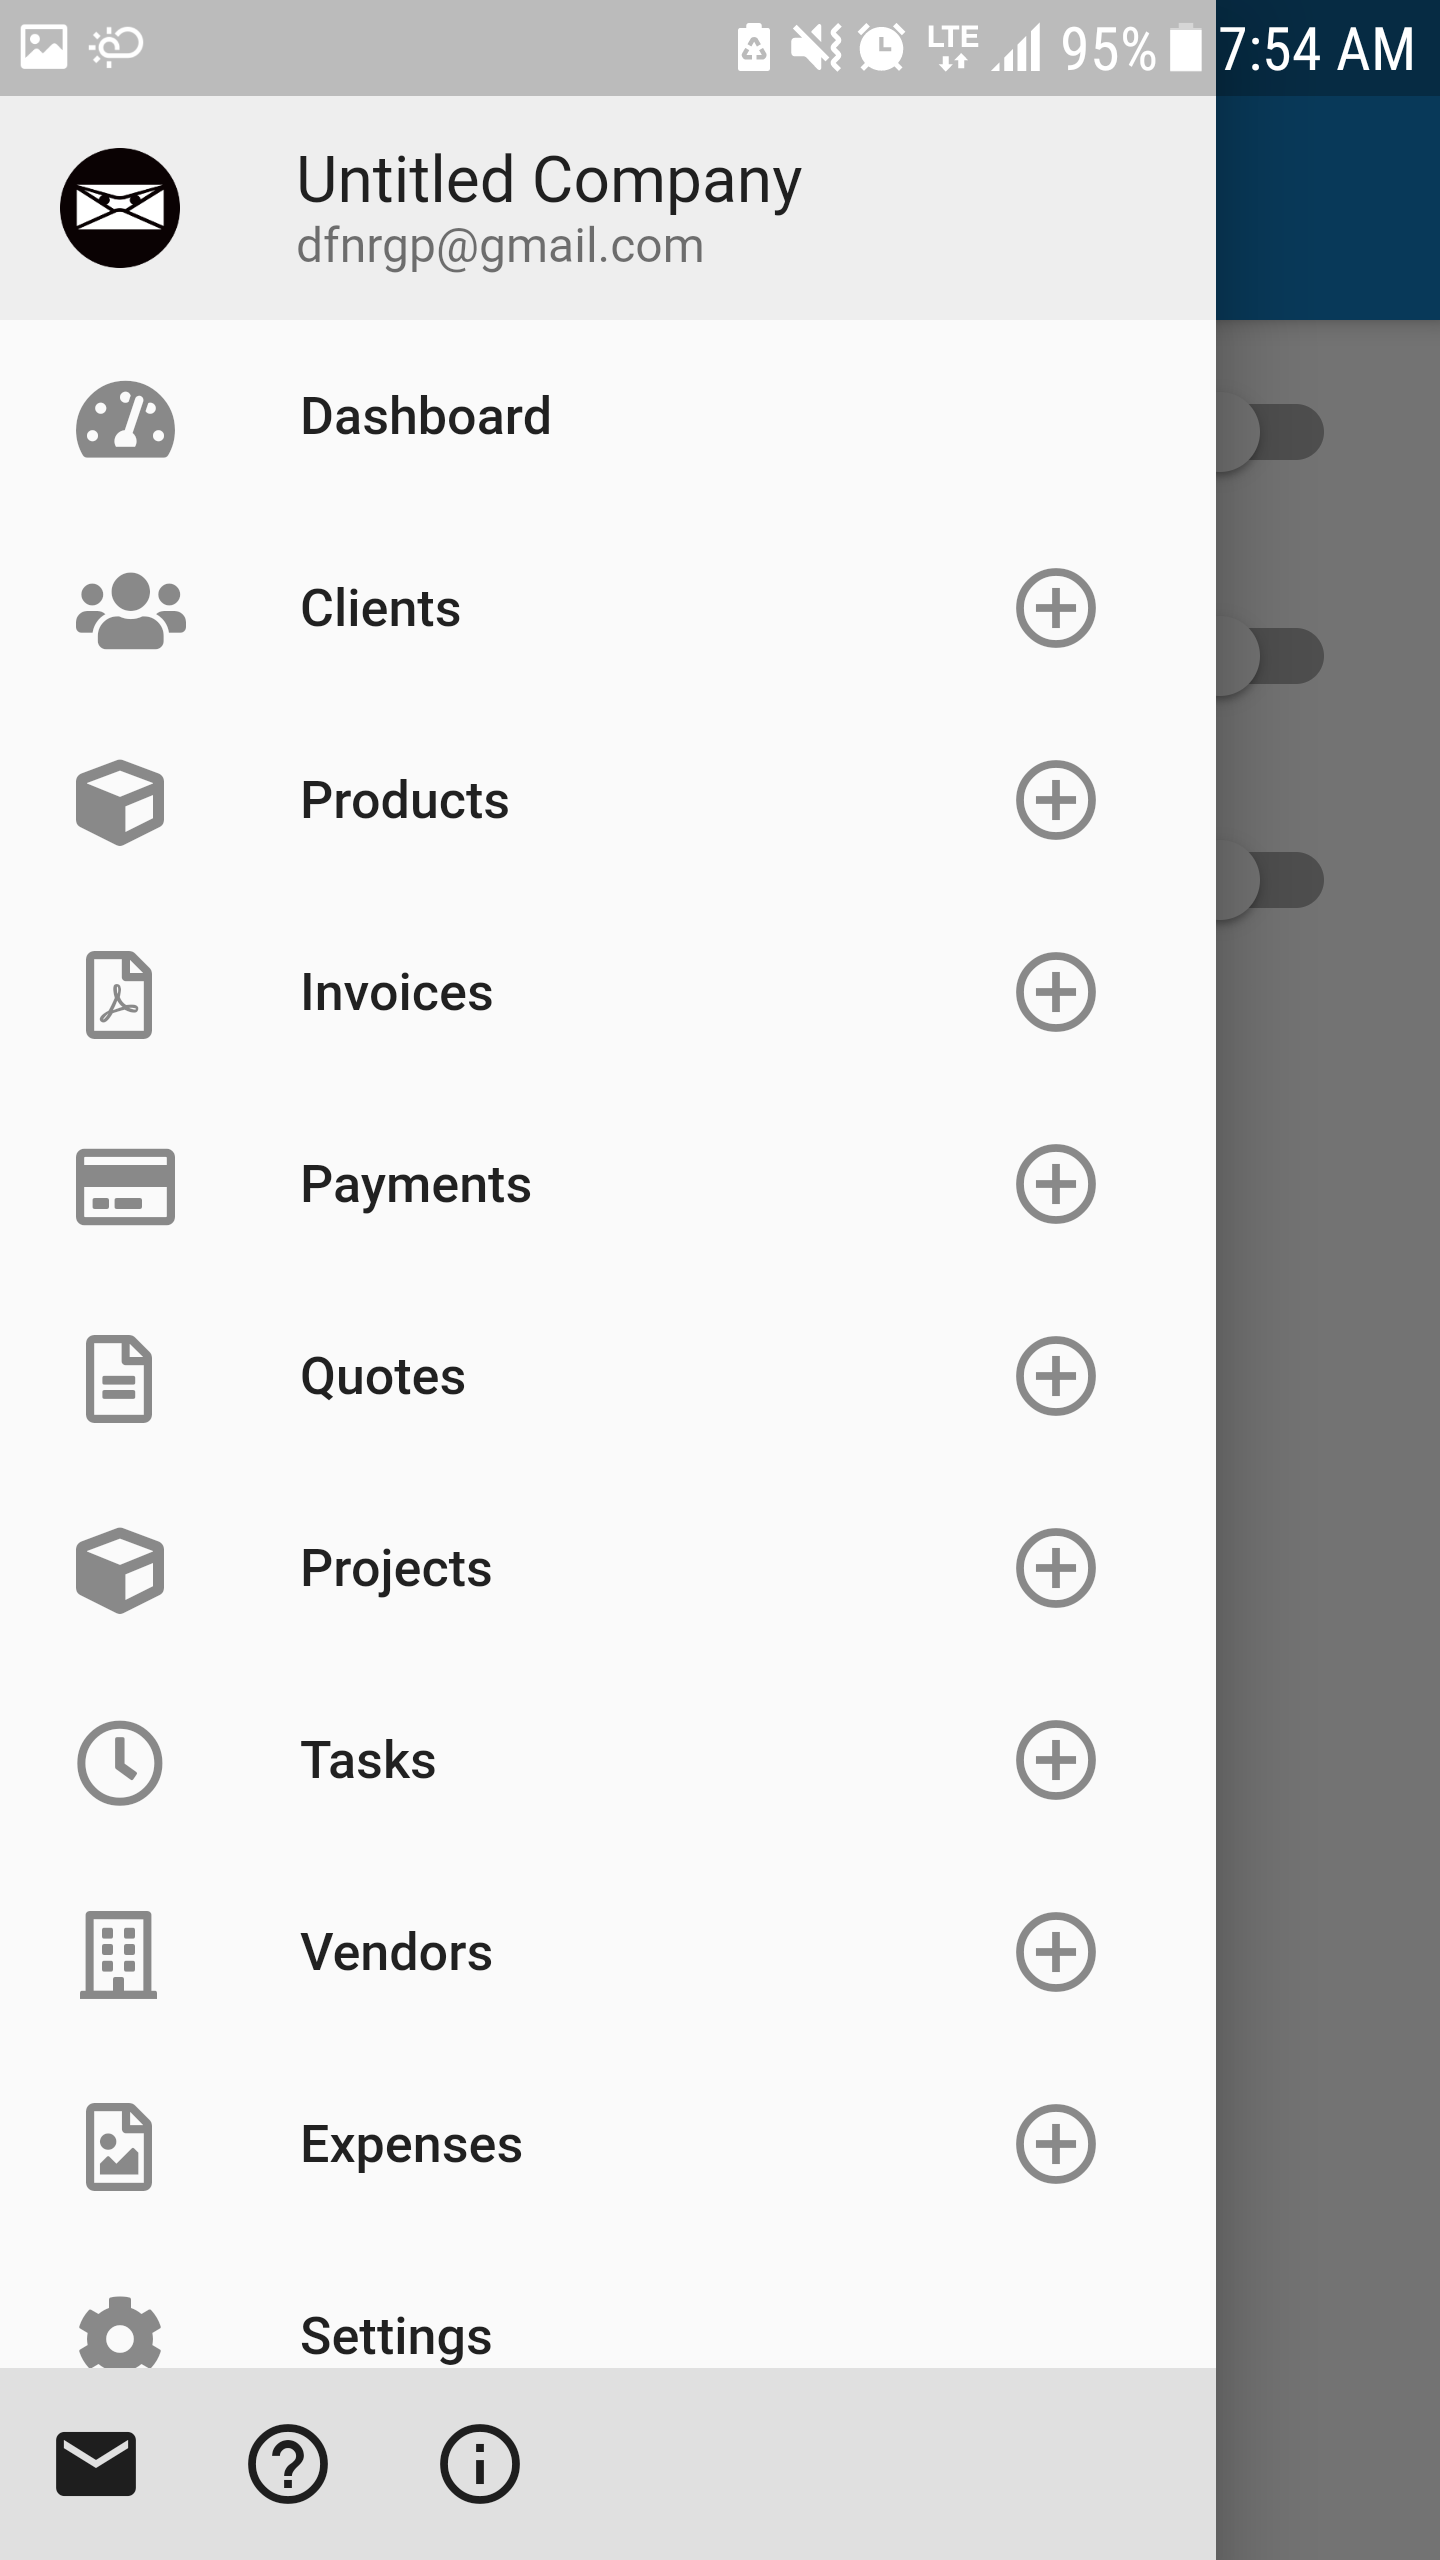 LTE 95% 7:54 AM
Untitled Company
dfnrgp@gmail.com
Dashboard
Clients
Products
Invoices
Payments
Quotes
Projects
Tasks
Vendors
Expenses
Settings